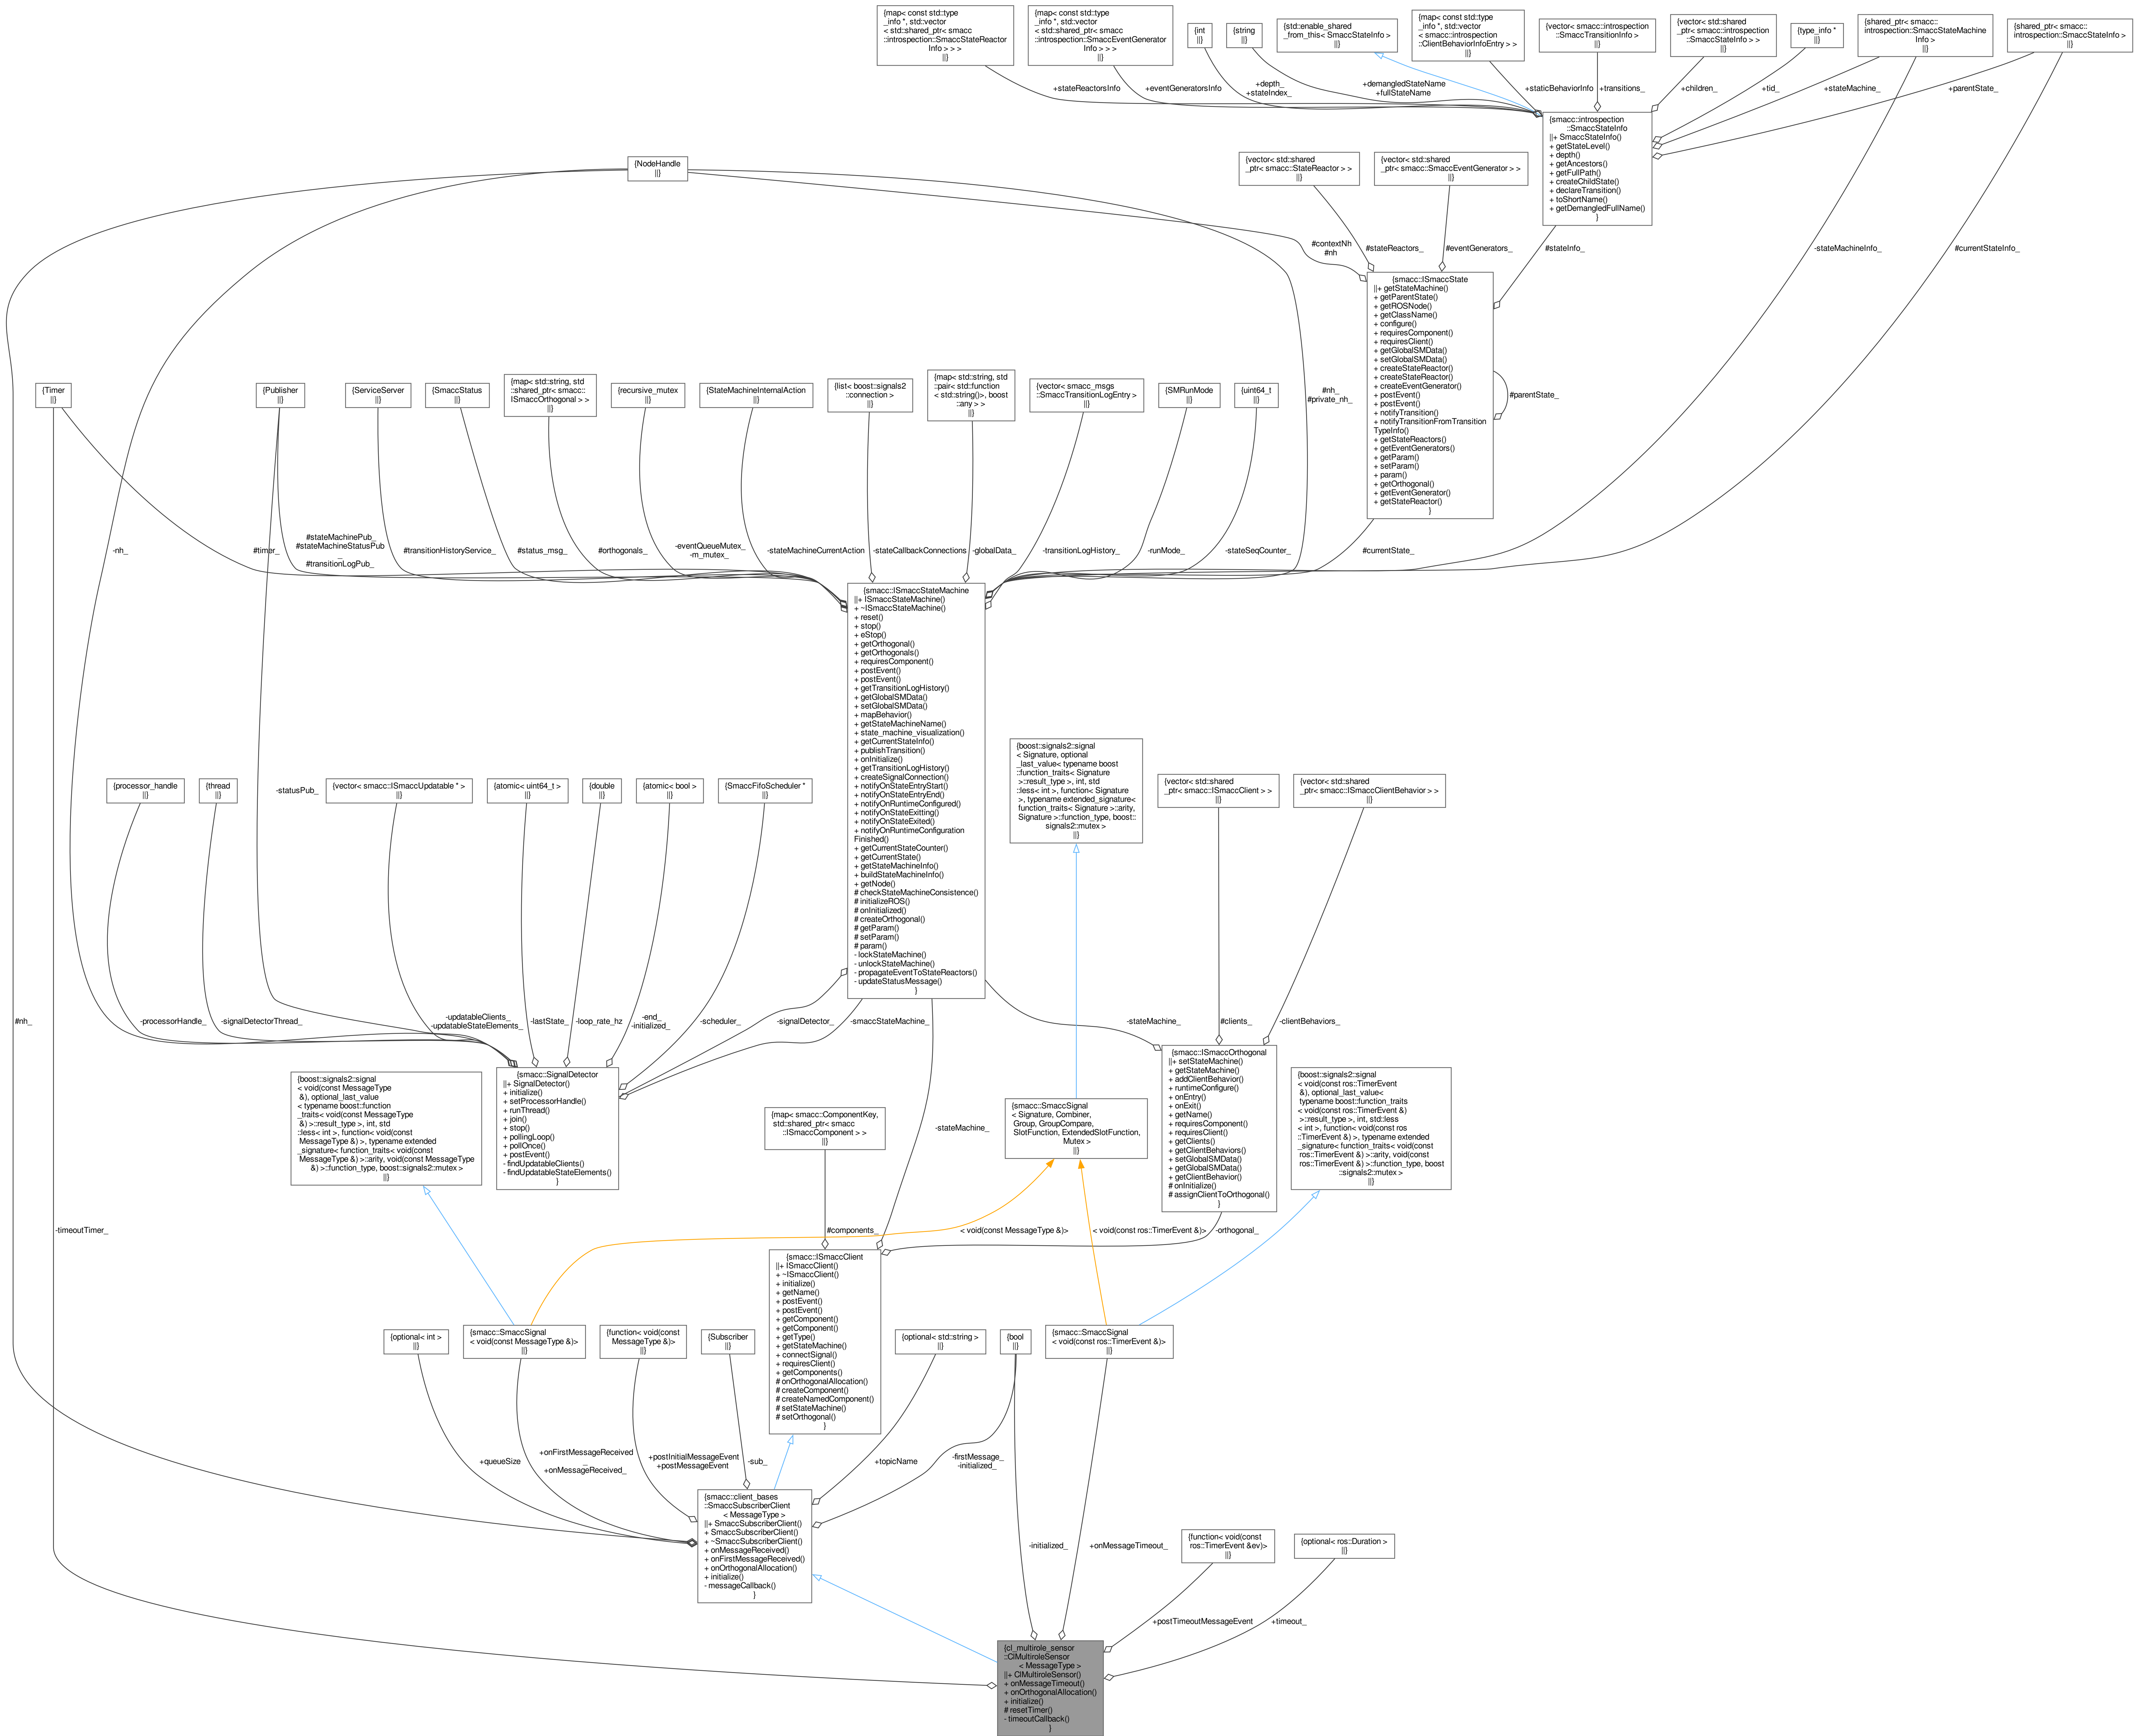 {map< const std::type
_info *, std::vector
< std::shared_ptr< smacc
::introspection::SmaccStateReactor
Info > > >
||}
{map< const std::type
_info *, std::vector
< std::shared_ptr< smacc
::introspection::SmaccEventGenerator
Info > > >
||}
{int
||}
{string
||}
{std::enable_shared
_from_this< SmaccStateInfo >
||}
{map< const std::type
_info *, std::vector
< smacc::introspection
::ClientBehaviorInfoEntry > >
||}
{vector< smacc::introspection
::SmaccTransitionInfo >
||}
{vector< std::shared
_ptr< smacc::introspection
::SmaccStateInfo > >
||}
{type_info *
||}
{shared_ptr< smacc::
introspection::SmaccStateMachine
Info >
||}
{shared_ptr< smacc::
introspection::SmaccStateInfo >
||}
+stateReactorsInfo
+eventGeneratorsInfo
+depth_
+stateIndex_
+demangledStateName
+fullStateName
+staticBehaviorInfo
+transitions_
+children_
+tid_
+stateMachine_
+parentState_
{smacc::introspection
::SmaccStateInfo
||+ SmaccStateInfo()
+ getStateLevel()
+ depth()
+ getAncestors()
+ getFullPath()
+ createChildState()
+ declareTransition()
+ toShortName()
+ getDemangledFullName()
}
{NodeHandle
||}
{vector< std::shared
_ptr< smacc::StateReactor > >
||}
{vector< std::shared
_ptr< smacc::SmaccEventGenerator > >
||}
#contextNh
#nh
#stateReactors_
#eventGenerators_
#stateInfo_
-stateMachineInfo_
#currentStateInfo_
{smacc::ISmaccState
||+ getStateMachine()
+ getParentState()
+ getROSNode()
+ getClassName()
+ configure()
+ requiresComponent()
+ requiresClient()
+ getGlobalSMData()
+ setGlobalSMData()
+ createStateReactor()
+ createStateReactor()
+ createEventGenerator()
+ postEvent()
+ postEvent()
+ notifyTransition()
+ notifyTransitionFromTransition
TypeInfo()
+ getStateReactors()
+ getEventGenerators()
+ getParam()
+ setParam()
+ param()
+ getOrthogonal()
+ getEventGenerator()
+ getStateReactor()
}
#parentState_
{Timer
||}
{Publisher
||}
{ServiceServer
||}
{SmaccStatus
||}
{map< std::string, std
::shared_ptr< smacc::
ISmaccOrthogonal > >
||}
{recursive_mutex
||}
{StateMachineInternalAction
||}
{list< boost::signals2
::connection >
||}
{map< std::string, std
::pair< std::function
< std::string()>, boost
::any > >
||}
{vector< smacc_msgs
::SmaccTransitionLogEntry >
||}
{SMRunMode
||}
{uint64_t
||}
#nh_
#private_nh_
-nh_
#timer_
#stateMachinePub_
#stateMachineStatusPub
_
#transitionLogPub_
#transitionHistoryService_
#status_msg_
#orthogonals_
-eventQueueMutex_
-m_mutex_
-stateMachineCurrentAction
-stateCallbackConnections
-globalData_
-transitionLogHistory_
-runMode_
-stateSeqCounter_
#currentState_
{smacc::ISmaccStateMachine
||+ ISmaccStateMachine()
+ ~ISmaccStateMachine()
+ reset()
+ stop()
+ eStop()
+ getOrthogonal()
+ getOrthogonals()
+ requiresComponent()
+ postEvent()
+ postEvent()
+ getTransitionLogHistory()
+ getGlobalSMData()
+ setGlobalSMData()
+ mapBehavior()
+ getStateMachineName()
+ state_machine_visualization()
+ getCurrentStateInfo()
+ publishTransition()
+ onInitialize()
+ getTransitionLogHistory()
+ createSignalConnection()
+ notifyOnStateEntryStart()
+ notifyOnStateEntryEnd()
+ notifyOnRuntimeConfigured()
+ notifyOnStateExitting()
+ notifyOnStateExited()
+ notifyOnRuntimeConfiguration
Finished()
+ getCurrentStateCounter()
+ getCurrentState()
+ getStateMachineInfo()
+ buildStateMachineInfo()
+ getNode()
# checkStateMachineConsistence()
# initializeROS()
# onInitialized()
# createOrthogonal()
# getParam()
# setParam()
# param()
- lockStateMachine()
- unlockStateMachine()
- propagateEventToStateReactors()
- updateStatusMessage()
}
{processor_handle
||}
{thread
||}
{vector< smacc::ISmaccUpdatable * >
||}
{atomic< uint64_t >
||}
{double
||}
{atomic< bool >
||}
{SmaccFifoScheduler *
||}
{boost::signals2::signal
< Signature, optional
_last_value< typename boost
::function_traits< Signature
>::result_type >, int, std
::less< int >, function< Signature
>, typename extended_signature<
function_traits< Signature >::arity,
Signature >::function_type, boost::
signals2::mutex >
||}
{vector< std::shared
_ptr< smacc::ISmaccClient > >
||}
{vector< std::shared
_ptr< smacc::ISmaccClientBehavior > >
||}
-statusPub_
#nh_
-processorHandle_
-signalDetectorThread_
-updatableClients_
-updatableStateElements_
-lastState_
-loop_rate_hz
-end_
-initialized_
-scheduler_
-signalDetector_
-smaccStateMachine_
-stateMachine_
#clients_
-clientBehaviors_
{smacc::SignalDetector
||+ SignalDetector()
+ initialize()
+ setProcessorHandle()
+ runThread()
+ join()
+ stop()
+ pollingLoop()
+ pollOnce()
+ postEvent()
- findUpdatableClients()
- findUpdatableStateElements()
}
{smacc::ISmaccOrthogonal
||+ setStateMachine()
+ getStateMachine()
+ addClientBehavior()
+ runtimeConfigure()
+ onEntry()
+ onExit()
+ getName()
+ requiresComponent()
+ requiresClient()
+ getClients()
+ getClientBehaviors()
+ setGlobalSMData()
+ getGlobalSMData()
+ getClientBehavior()
# onInitialize()
# assignClientToOrthogonal()
}
{boost::signals2::signal
< void(const MessageType
&), optional_last_value
< typename boost::function
_traits< void(const MessageType
&) >::result_type >, int, std
::less< int >, function< void(const
MessageType &) >, typename extended
_signature< function_traits< void(const
MessageType &) >::arity, void(const MessageType
&) >::function_type, boost::signals2::mutex >
||}
{map< smacc::ComponentKey,
std::shared_ptr< smacc
::ISmaccComponent > >
||}
{smacc::SmaccSignal
< Signature, Combiner,
Group, GroupCompare,
SlotFunction, ExtendedSlotFunction,
Mutex >
||}
{boost::signals2::signal
< void(const ros::TimerEvent
&), optional_last_value<
typename boost::function_traits
< void(const ros::TimerEvent &)
>::result_type >, int, std::less
< int >, function< void(const ros
::TimerEvent &) >, typename extended
_signature< function_traits< void(const
ros::TimerEvent &) >::arity, void(const
ros::TimerEvent &) >::function_type, boost
::signals2::mutex >
||}
-stateMachine_
-timeoutTimer_
#components_
< void(const MessageType &)>
< void(const ros::TimerEvent &)>
-orthogonal_
{smacc::ISmaccClient
||+ ISmaccClient()
+ ~ISmaccClient()
+ initialize()
+ getName()
+ postEvent()
+ postEvent()
+ getComponent()
+ getComponent()
+ getType()
+ getStateMachine()
+ connectSignal()
+ requiresClient()
+ getComponents()
# onOrthogonalAllocation()
# createComponent()
# createNamedComponent()
# setStateMachine()
# setOrthogonal()
}
{optional< int >
||}
{smacc::SmaccSignal
< void(const MessageType &)>
||}
{function< void(const
MessageType &)>
||}
{Subscriber
||}
{optional< std::string >
||}
{bool
||}
{smacc::SmaccSignal
< void(const ros::TimerEvent &)>
||}
+queueSize
+onFirstMessageReceived
_
+onMessageReceived_
+postInitialMessageEvent
+postMessageEvent
-sub_
+topicName
-firstMessage_
-initialized_
{smacc::client_bases
::SmaccSubscriberClient
< MessageType >
||+ SmaccSubscriberClient()
+ SmaccSubscriberClient()
+ ~SmaccSubscriberClient()
+ onMessageReceived()
+ onFirstMessageReceived()
+ onOrthogonalAllocation()
+ initialize()
- messageCallback()
}
-initialized_
+onMessageTimeout_
{function< void(const
ros::TimerEvent &ev)>
||}
{optional< ros::Duration >
||}
+postTimeoutMessageEvent
+timeout_
{cl_multirole_sensor
::ClMultiroleSensor
< MessageType >
||+ ClMultiroleSensor()
+ onMessageTimeout()
+ onOrthogonalAllocation()
+ initialize()
# resetTimer()
- timeoutCallback()
}